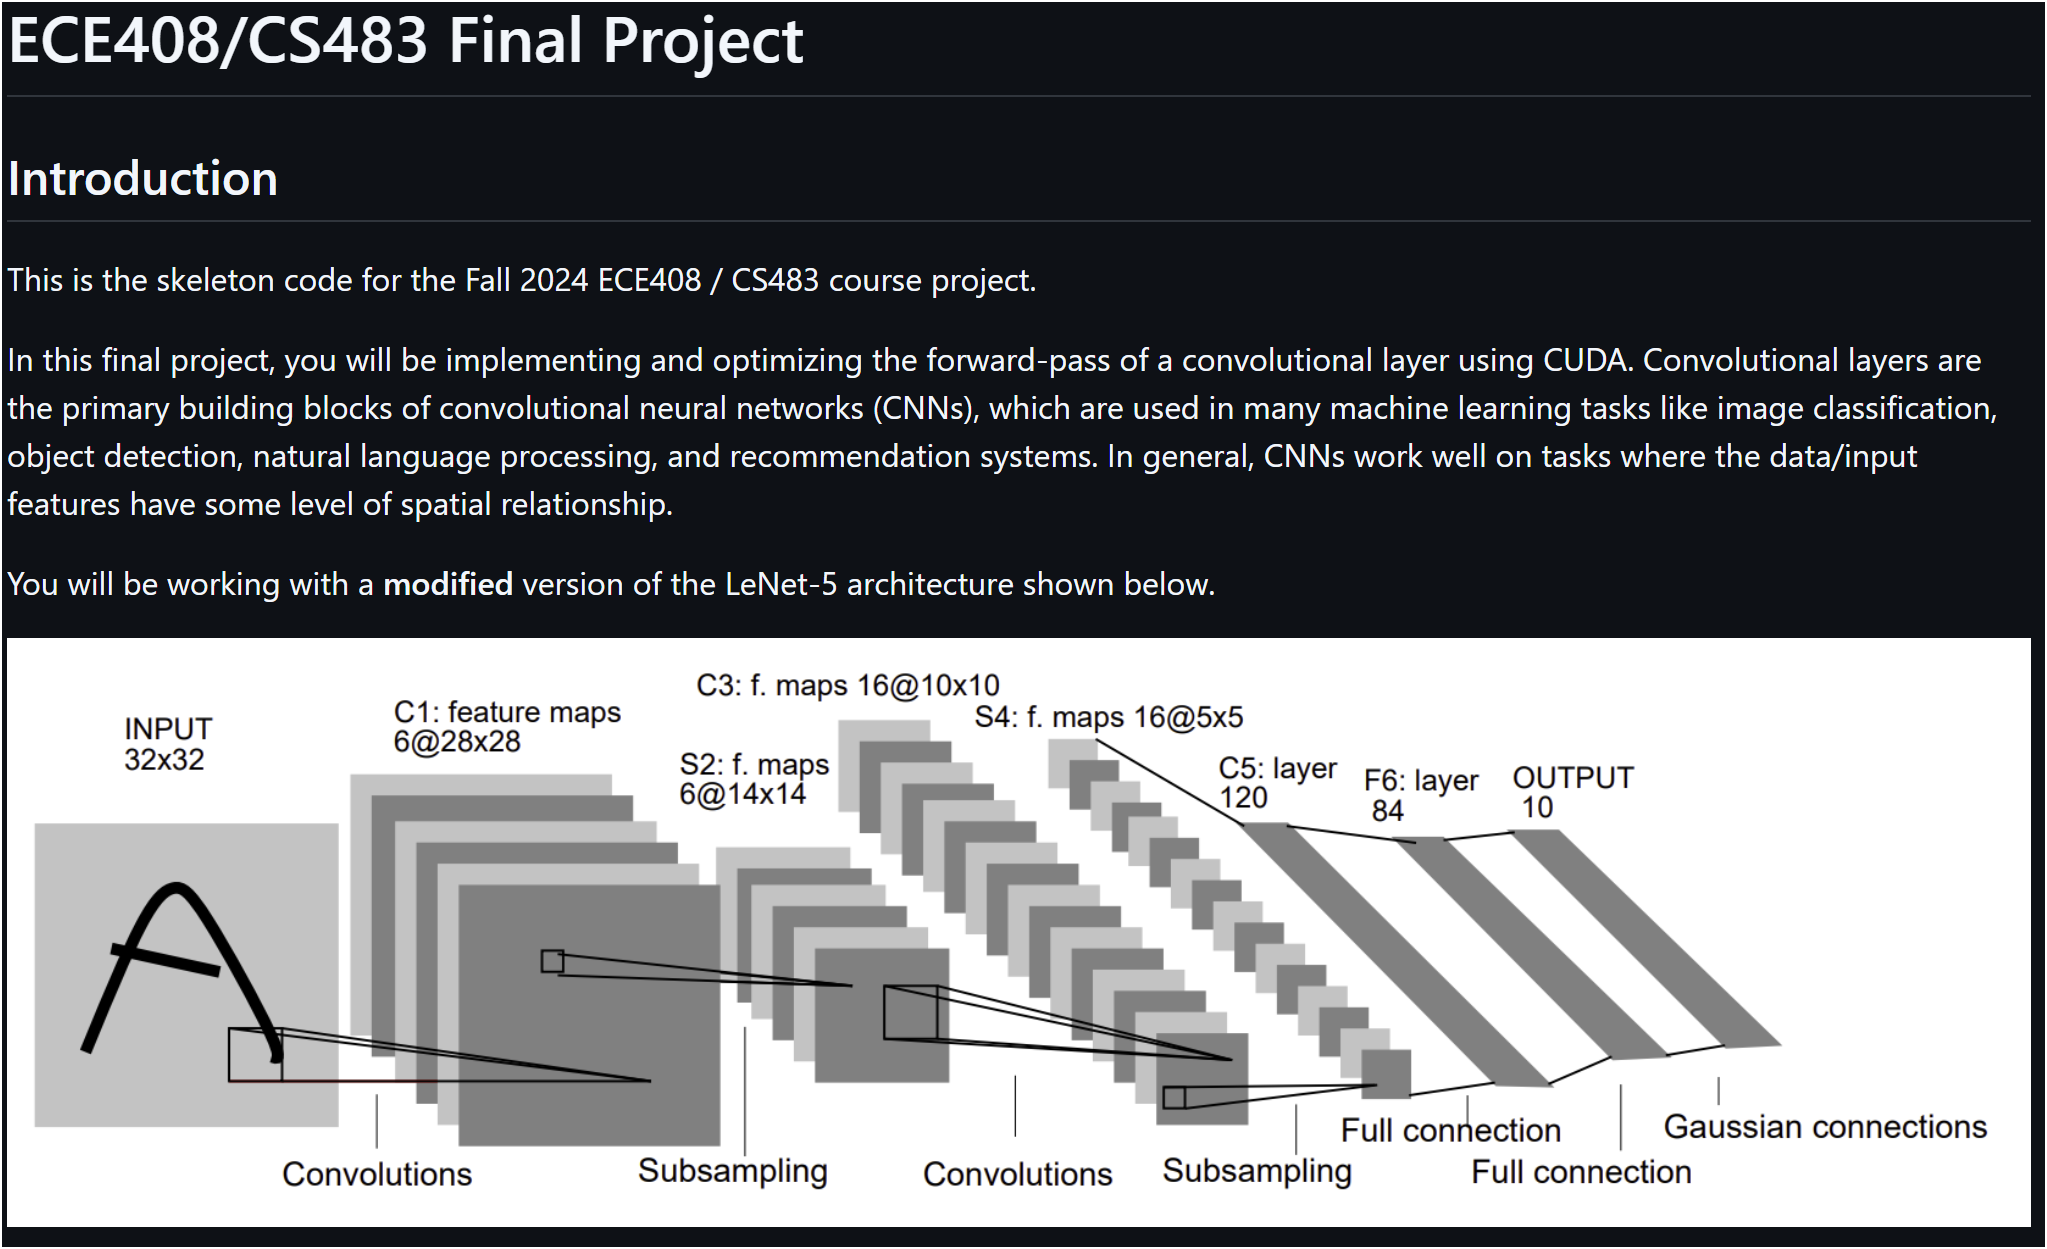 ECE408/CS483 Final Project
Introduction
This is the skeleton code for the Fall 2024 ECE408 / CS483 course project.
In this final project, you will be implementing and optimizing the forward-pass of a convolutional layer using CUDA. Convolutional layers are
the primary building blocks of convolutional neural networks (CNNs), which are used in many machine learning tasks like image classification,
object detection, natural language processing, and recommendation systems. In general, CNNs work well on tasks where the data/input
features have some level of spatial relationship.
You will be working with a modified version of the LeNet-5 architecture shown below.
INPUT
32x32
C1: feature maps
6@28x28
S2: f. maps
6@14x14
C3: f. maps 16@10x10
S4: f. maps 16@5x5
C5: layer
120
F6: layer
84
OUTPUT
10
Convolutions
Subsampling
Convolutions
Subsampling
Full connection
Full connection
Gaussian connections